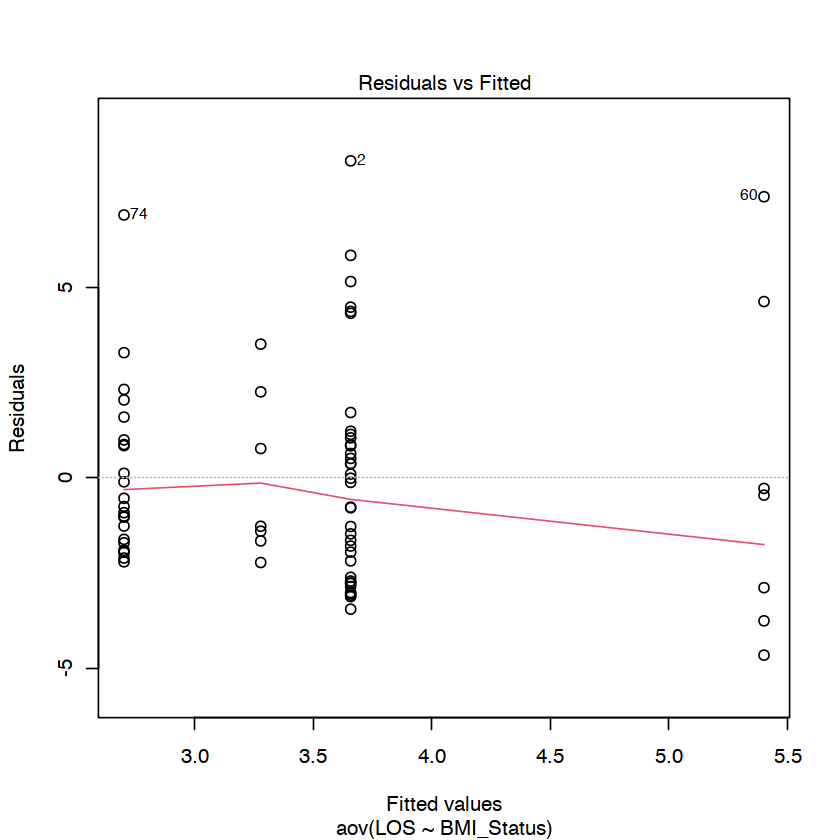 Residuals vs Fitted
2
60
74
5
0
-5
Residuals
3.0 3.5 4.0 4.5 5.0 5.5
Fitted values
aov(LOS ~ BMI_Status)